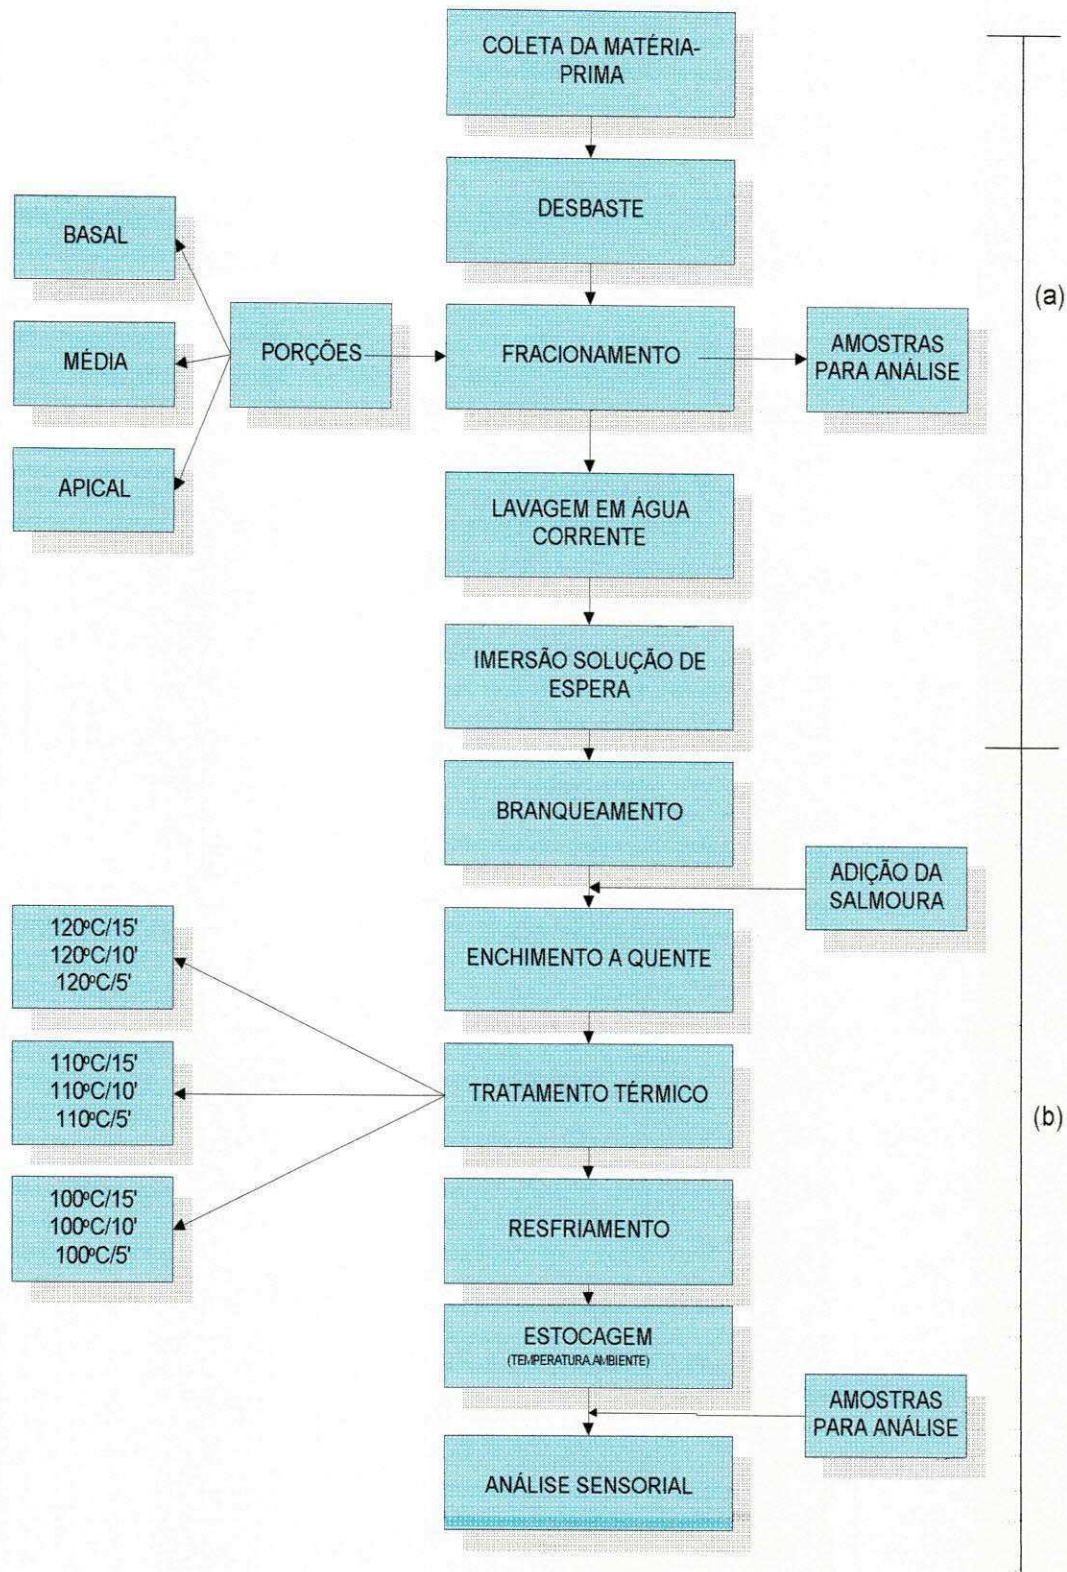 COLETA DA MATÉRIA-
PRIMA
DESBASTE
BASAL
MÉDIA
APICAL
PORÇÕES
FRACIONAMENTO
AMOSTRAS
PARA ANÁLISE
(a)
LAVAGEM EM ÁGUA
CORRENTE
IMERSÃO SOLUÇÃO DE
ESPERA
BRANQUEAMENTO
ADIÇÃO DA
SALMOURA
ENCHIMENTO A QUENTE
120ºC/15'
120ºC/10'
120ºC/5'
110ºC/15'
110ºC/10'
110ºC/5'
100ºC/15'
100ºC/10'
100ºC/5'
TRATAMENTO TÉRMICO
(b)
RESFRIAMENTO
ESTOCAGEM
(TEMPERATURA AMBIENTE)
AMOSTRAS
PARA ANÁLISE
ANÁLISE SENSORIAL